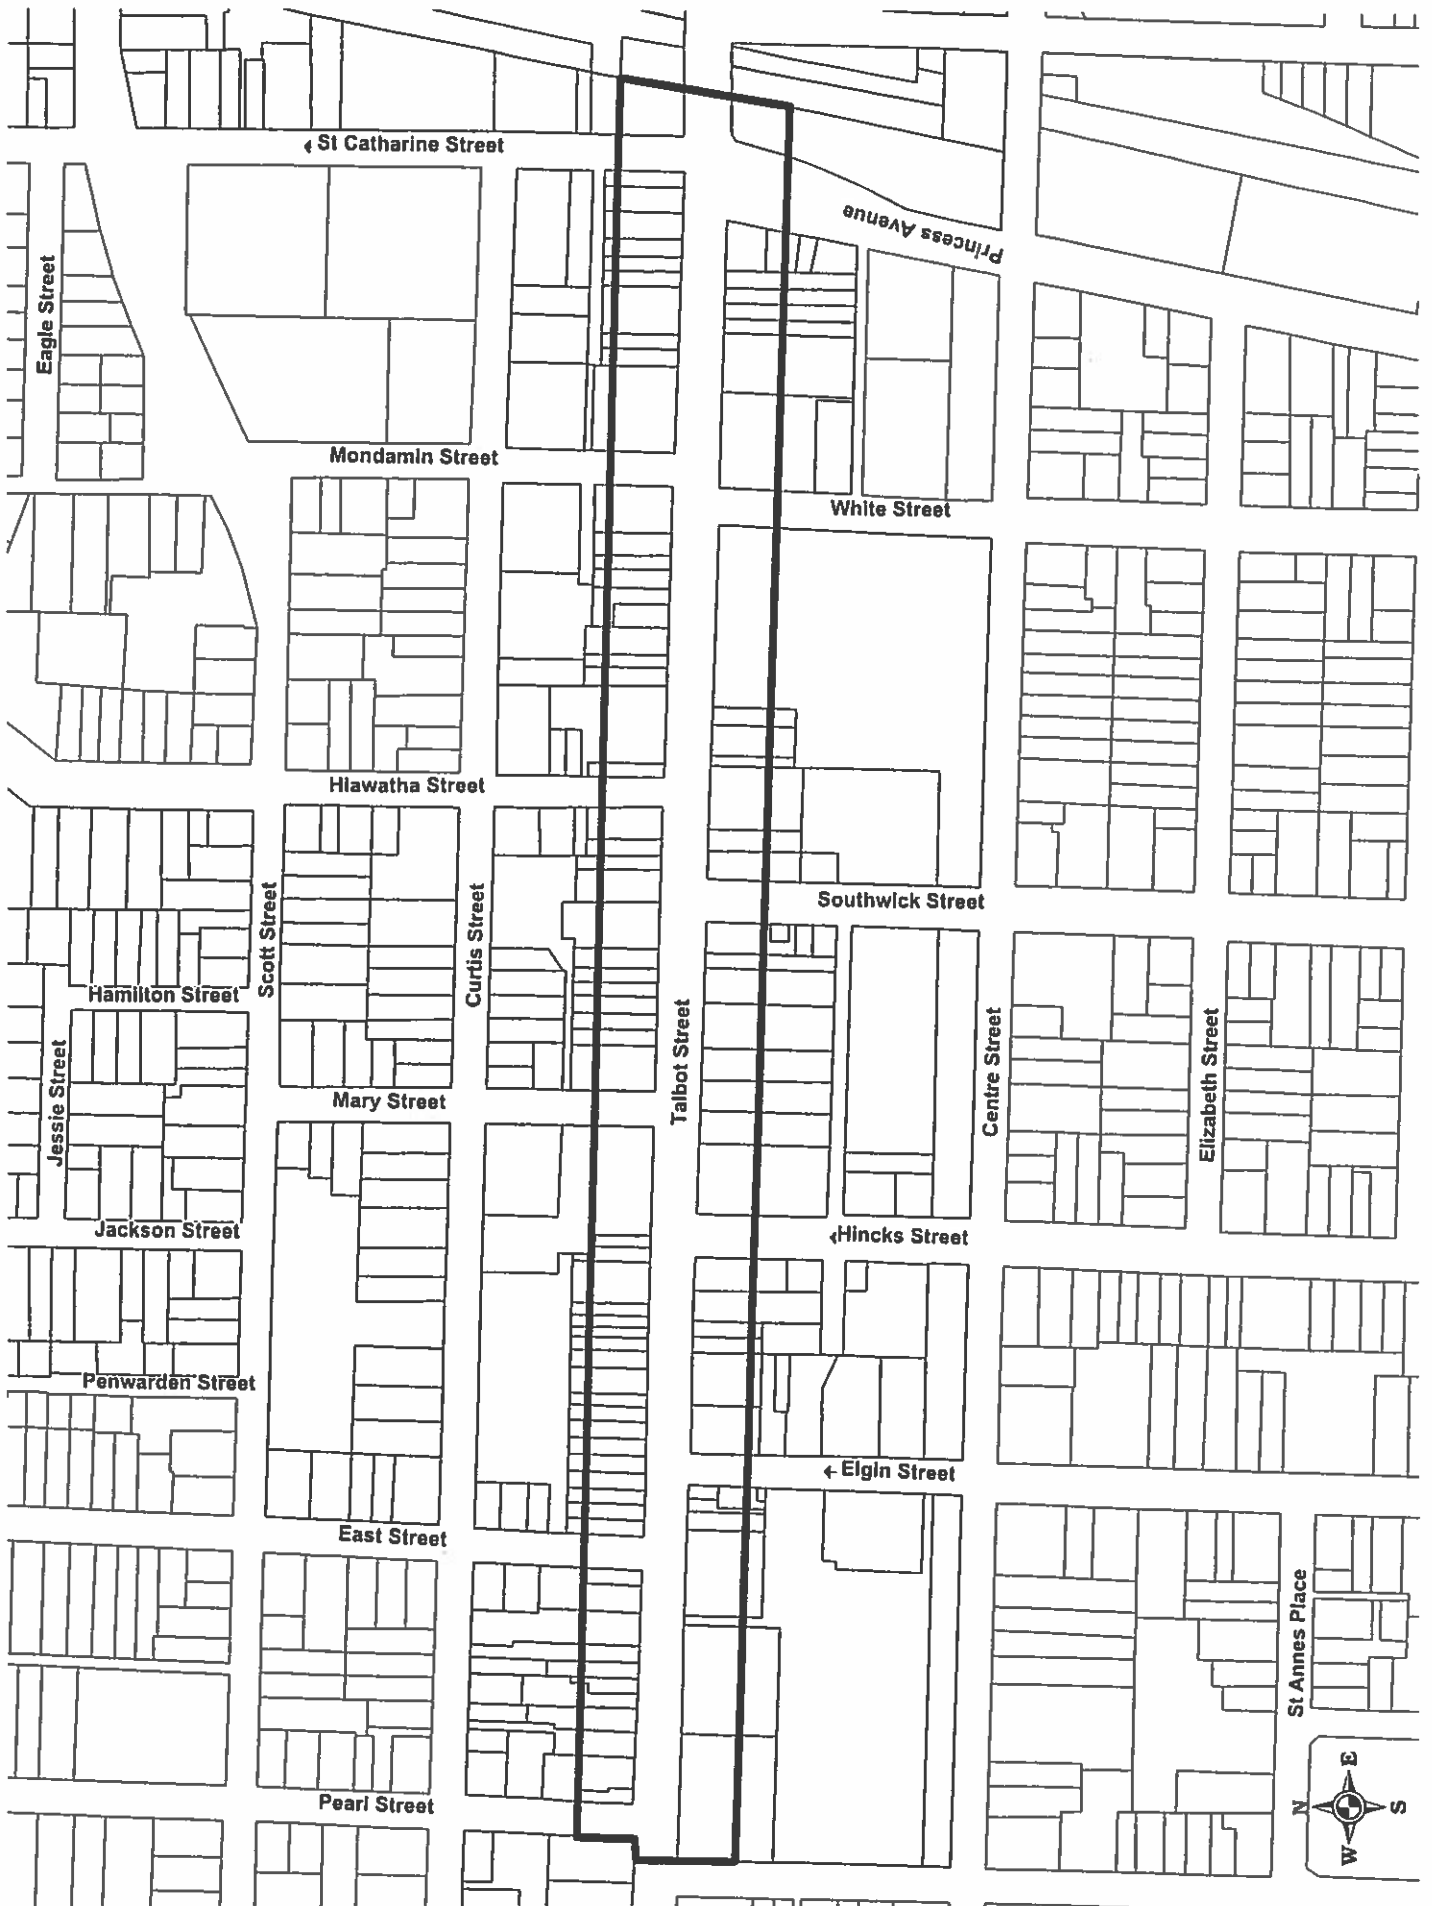 St Catharine Street
Princess Avenue
Eagle Street
Mondamin Street
White Street
Hiawatha Street
Southwick Street
Scott Street
Curtis Street
Hamilton Street
Talbot Street
Centre Street
Elizabeth Street
Jessie Street
Mary Street
Jackson Street
Hincks Street
Penwarden Street
Elgin Street
East Street
St Annes Place
Pearl Street
E
N
S
W